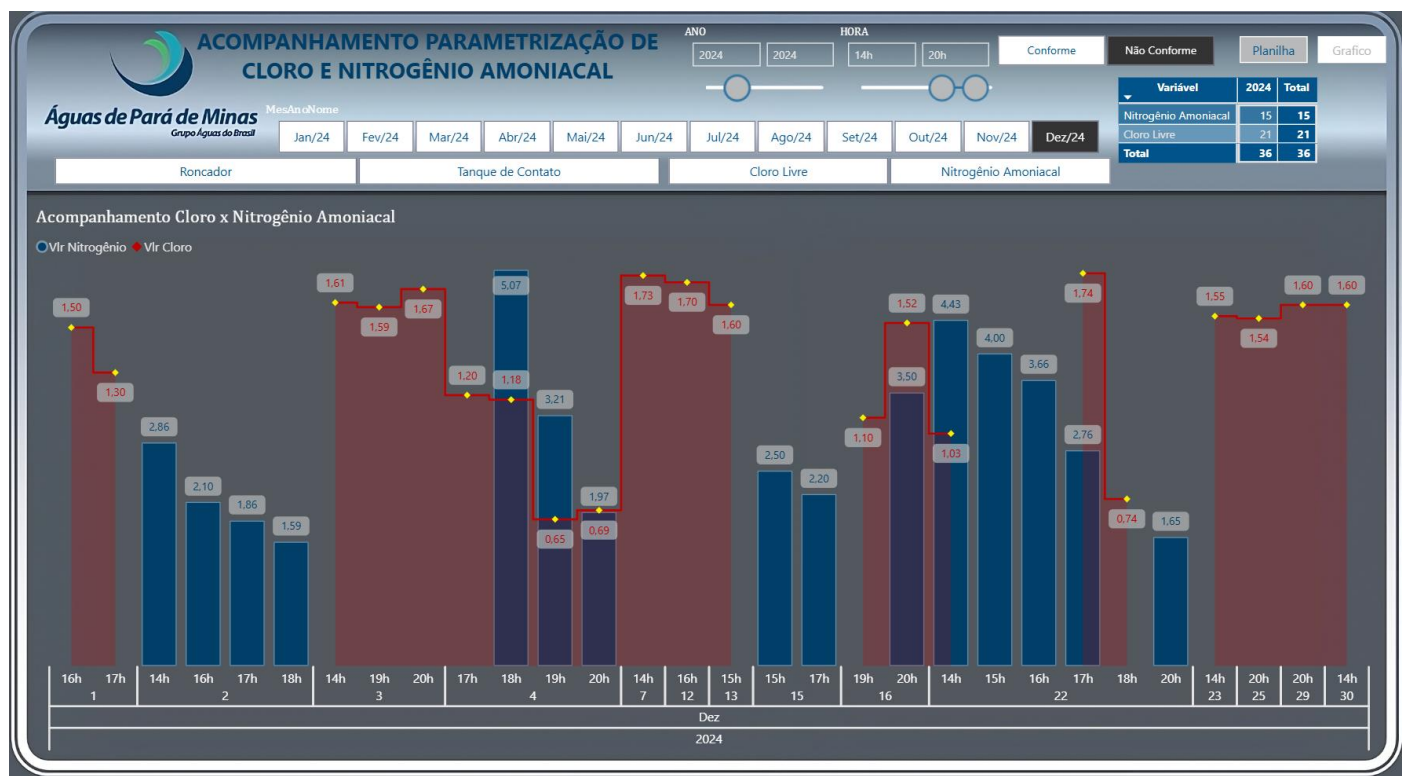 ACOMPANHAMENTO PARAMETRIZAÇÃO DE
CLORO E NITROGÊNIO AMONIACAL
Águas de Pará de Minas
Grupo Águas do Brasil
ANO
2024 2024
HORA
14h 20h
Conforme Não Conforme Planilha Grafico
MesAnoNome
Jan/24 Fev/24 Mar/24 Abr/24 Mai/24 Jun/24 Jul/24 Ago/24 Set/24 Out/24 Nov/24 Dez/24
Roncador Tanque de Contato Cloro Livre Nitrogênio Amoniacal
Variável 2024 Total
Nitrogênio Amoniacal 15 15
Cloro Livre 21 21
Total 36 36
Acompanhamento Cloro x Nitrogênio Amoniacal
Vlr Nitrogênio Vlr Cloro
1,50
1,30
2,86
2,10
1,86
1,59
1,61
1,59
1,67
1,20
5,07
1,18
3,21
0,65
1,97
0,69
1,73
1,70
1,60
2,50
2,20
1,10
1,52
3,50
4,43
1,03
4,00
3,66
1,74
2,76
0,74
1,65
1,55
1,54
1,60
1,60
16h 17h 14h 16h 17h 18h 14h 19h 20h 17h 18h 19h 20h 14h 16h 15h 15h 17h 19h 20h 14h 15h 16h 17h 18h 20h 14h 20h 20h 14h
1 2 3 4 7 12 13 15 16 22 23 25 29 30
Dez
2024